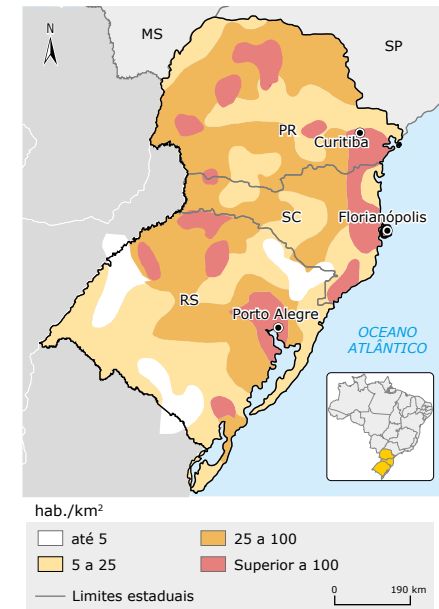 N
MS
SP
PR
Curitiba
Florianópolis
SC
RS
Porto Alegre
OCEANO
ATLÂNTICO
hab./km²
até 5
25 a 100
5 a 25
Superior a 100
Limites estaduais
0 190 km